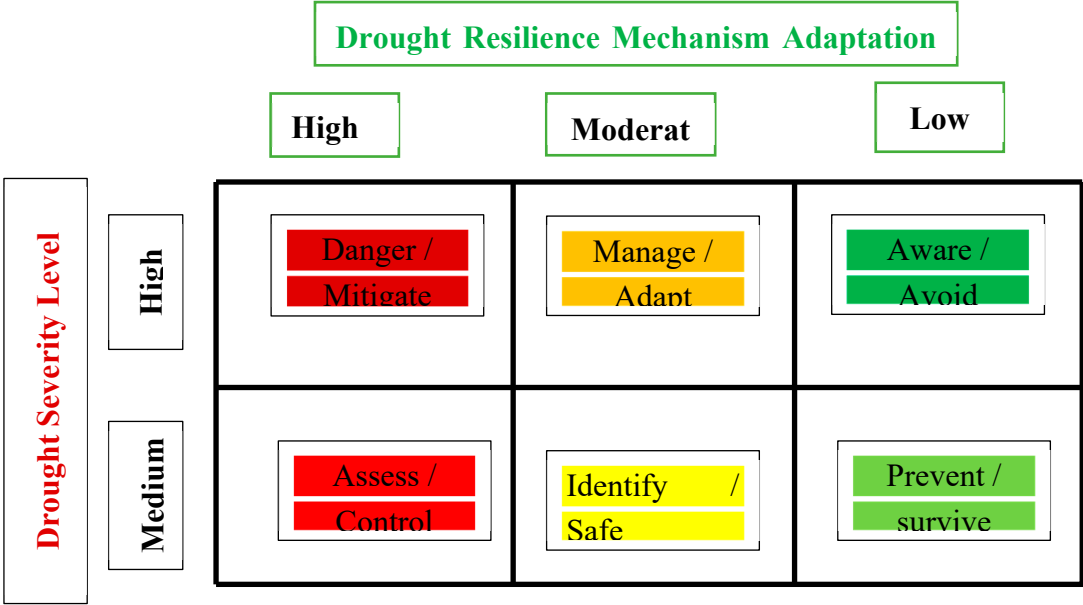 Drought Resilience Mechanism Adaptation
High
Moderat
Low
Drought Severity Level
High
Danger /
Mitigate
Manage /
Adapt
Aware /
Avoid
Medium
Assess /
Control
Identify /
Safe
Prevent /
survive